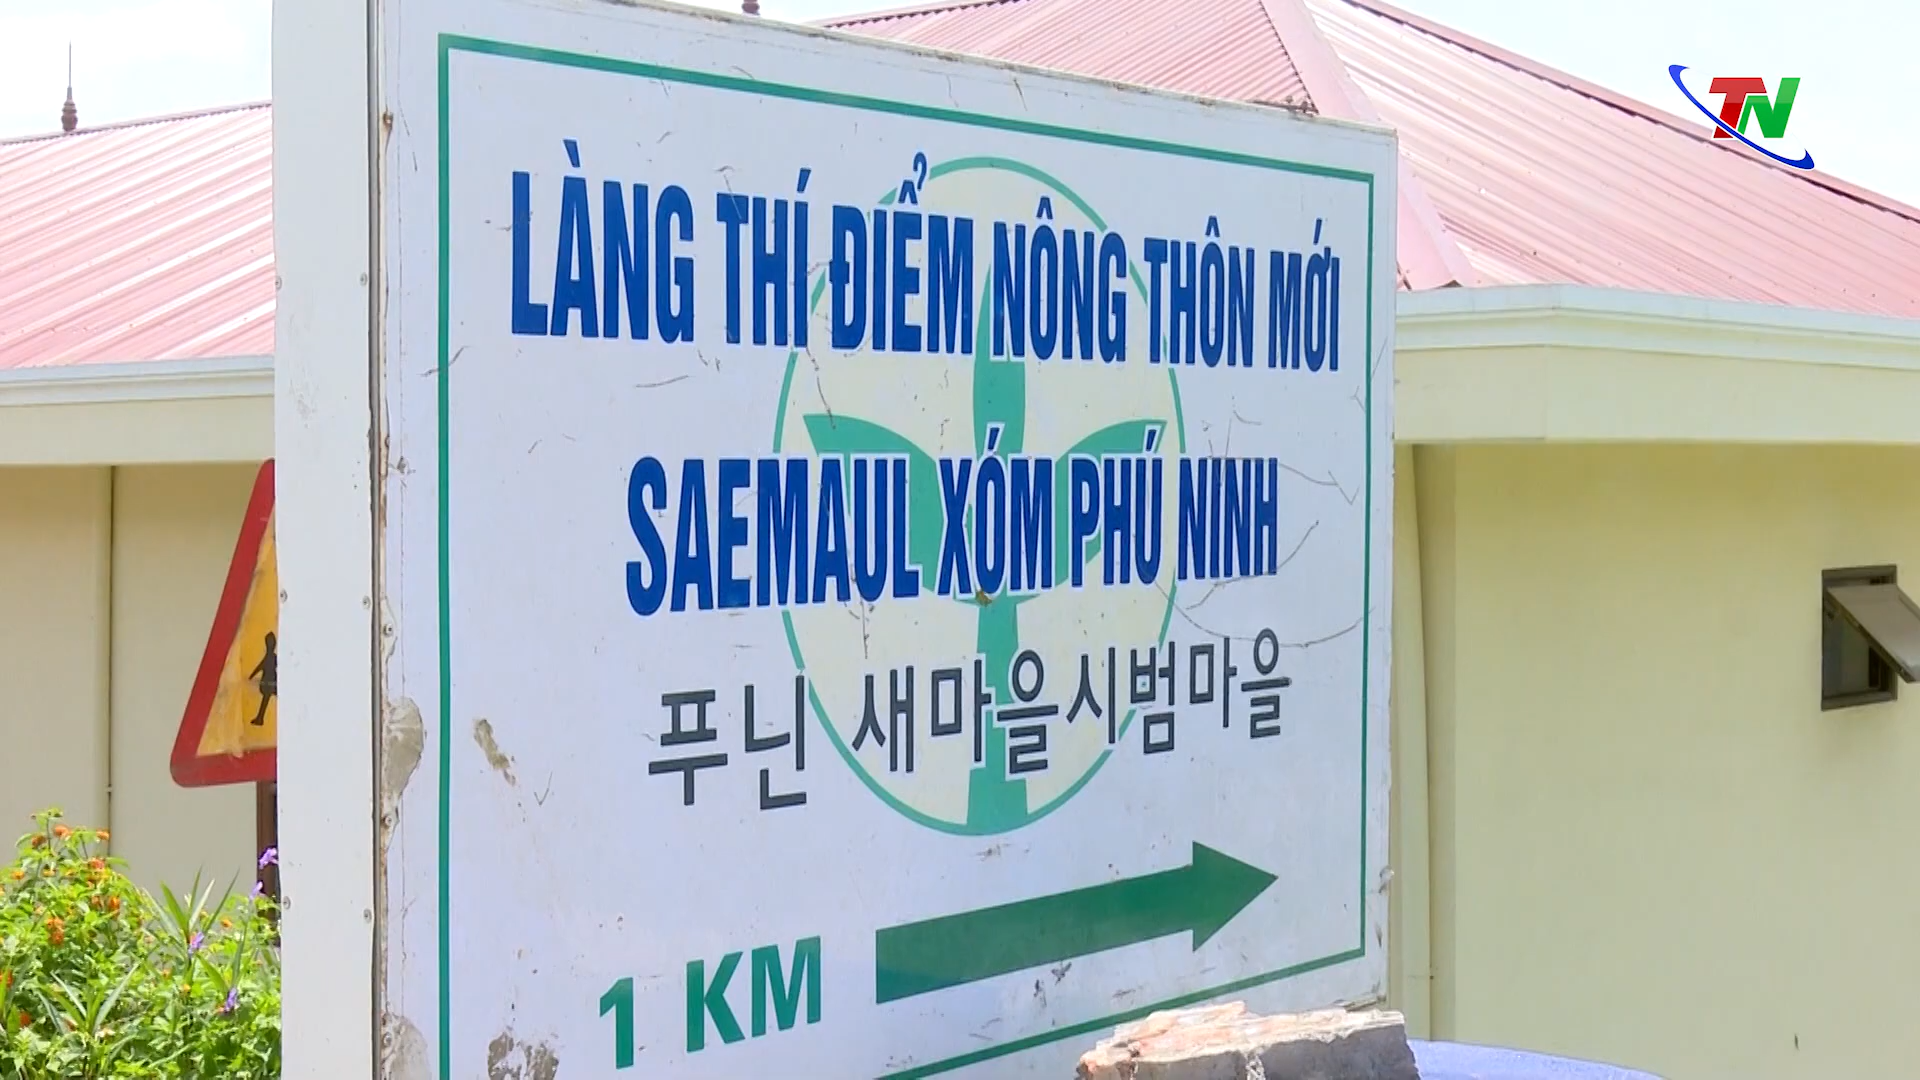 TN
LÀNG THÍ ĐIỂM NÔNG THÔN MỚI
SAEMAUL XÓM PHÚ NINH
푸닌 새마을시범마을
1 KM